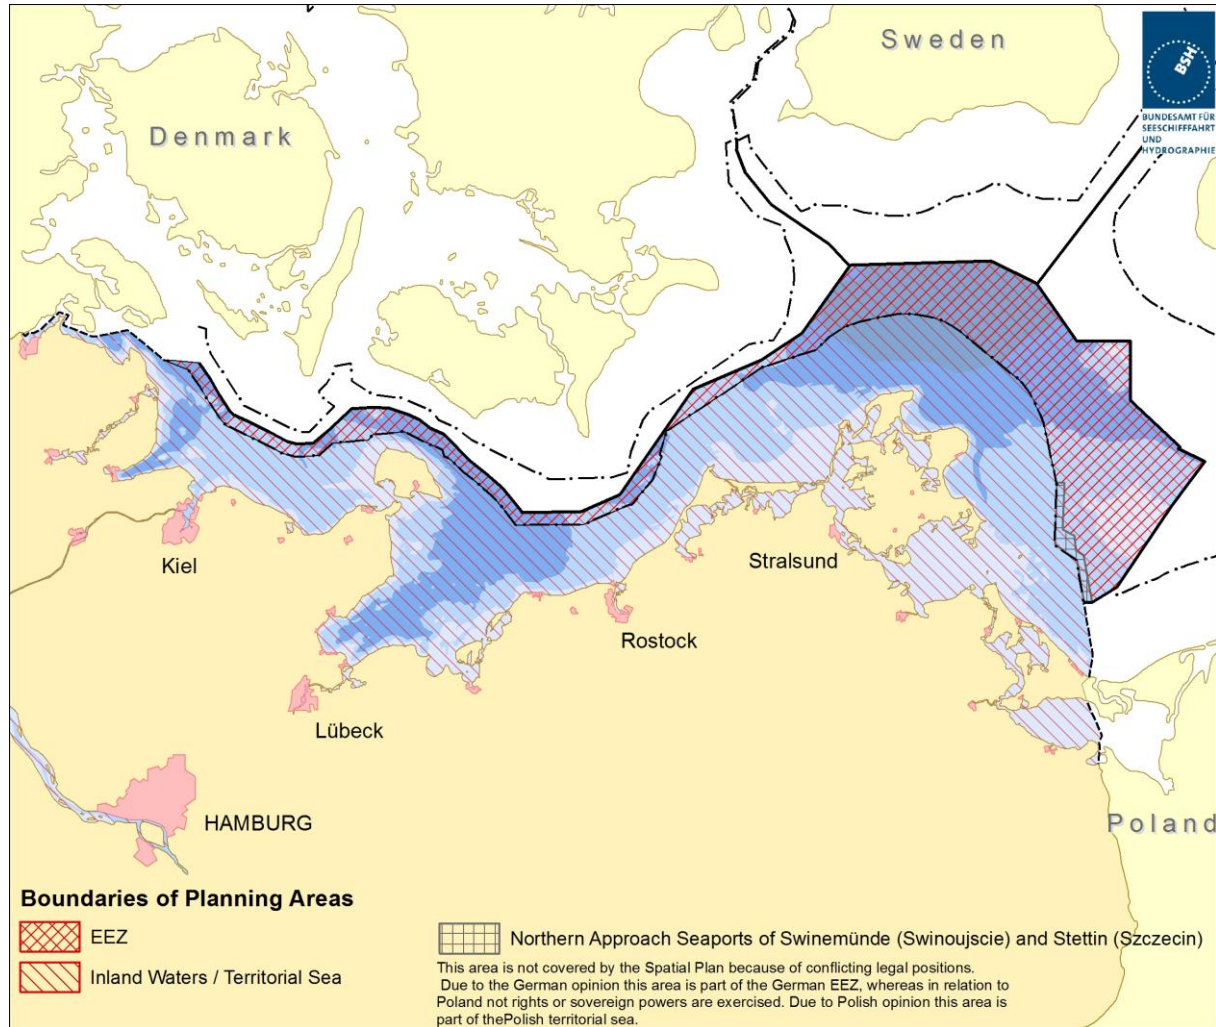 Sweden
BSH
BUNDESAMT FÜR
SEESCHIFFFAHRT
UND
HYDROGRAPHIE
Denmark
Kiel
Stralsund
Rostock
Lübeck
HAMBURG
Poland
Boundaries of Planning Areas
EEZ
Inland Waters / Territorial Sea
Northern Approach Seaports of Swinemünde (Swinoujscie) and Stettin (Szczecin)
This area is not covered by the Spatial Plan because of conflicting legal positions.
Due to the German opinion this area is part of the German EEZ, whereas in relation to
Poland not rights or sovereign powers are exercised. Due to Polish opinion this area is
part of thePolish territorial sea.